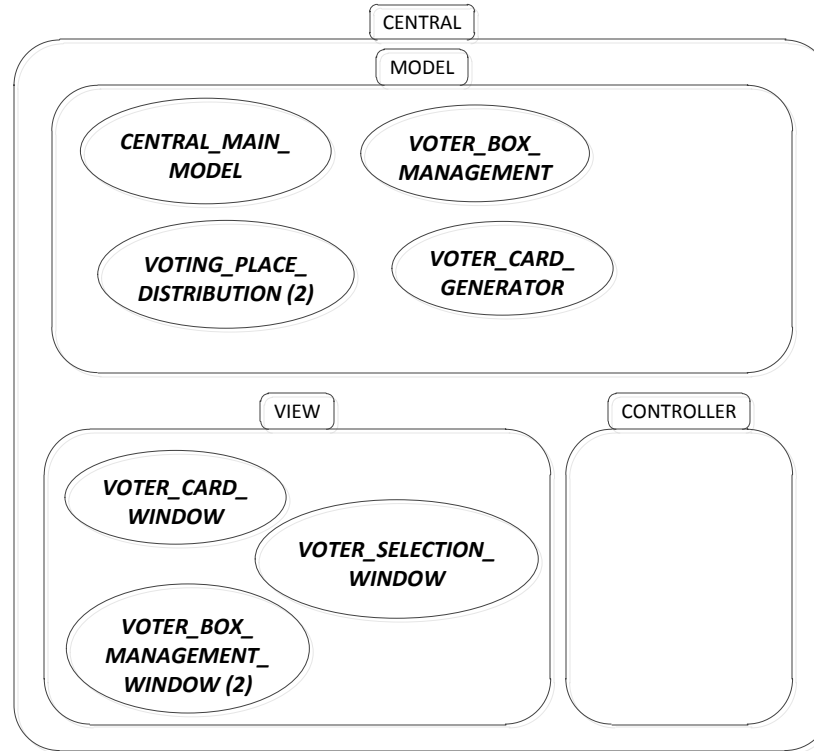 CENTRAL
MODEL
CENTRAL_MAIN_
MODEL
VOTER_BOX_
MANAGEMENT
VOTING_PLACE_
DISTRIBUTION (2)
VOTER_CARD_
GENERATOR
VIEW
CONTROLLER
VOTER_CARD_
WINDOW
VOTER_SELECTION_
WINDOW
VOTER_BOX_
MANAGEMENT_
WINDOW (2)